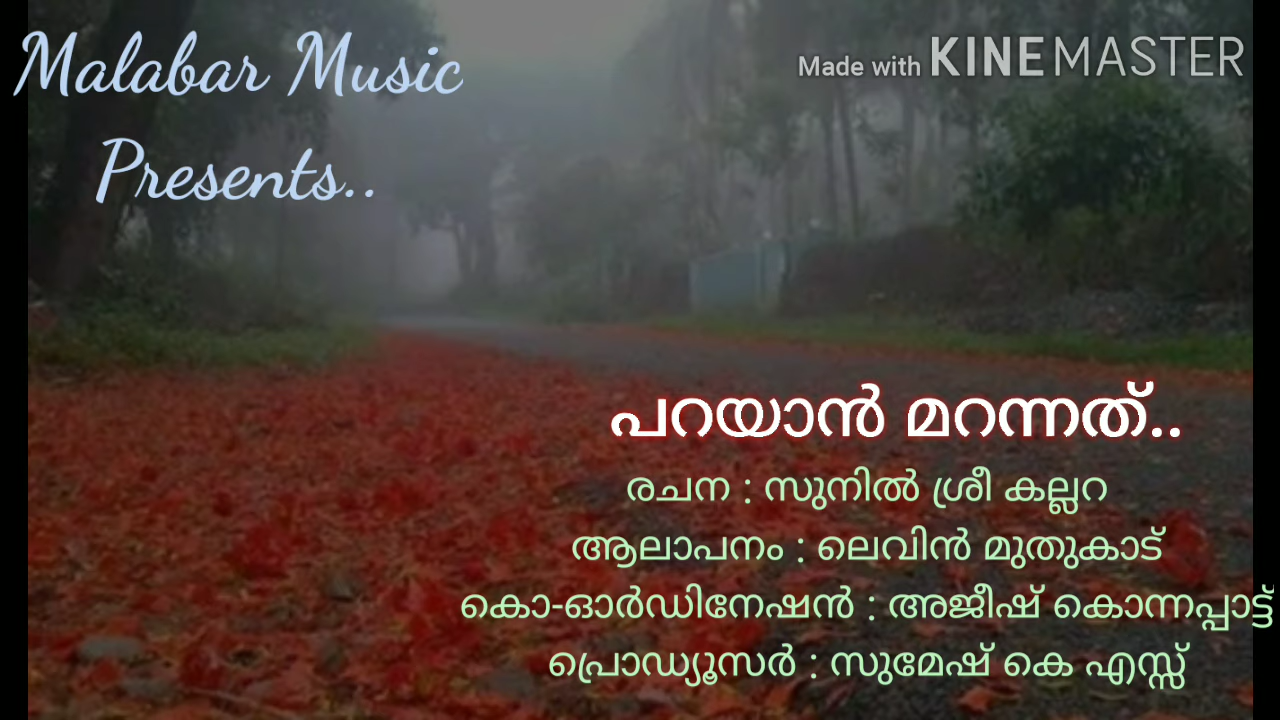 Malabar Music
Presents..
Made with KINEMASTER
പറയാൻ മറന്നത്..
രചന : സുനിൽ ശ്രീ കല്ലറ
ആലാപനം : ലെവിൻ മുതുകാട്
കൊ-ഓർഡിനേഷൻ : അജീഷ് കൊന്നപ്പാട്ട്
പ്രൊഡ്യൂസർ : സുമേഷ് കെ എസ്സ്